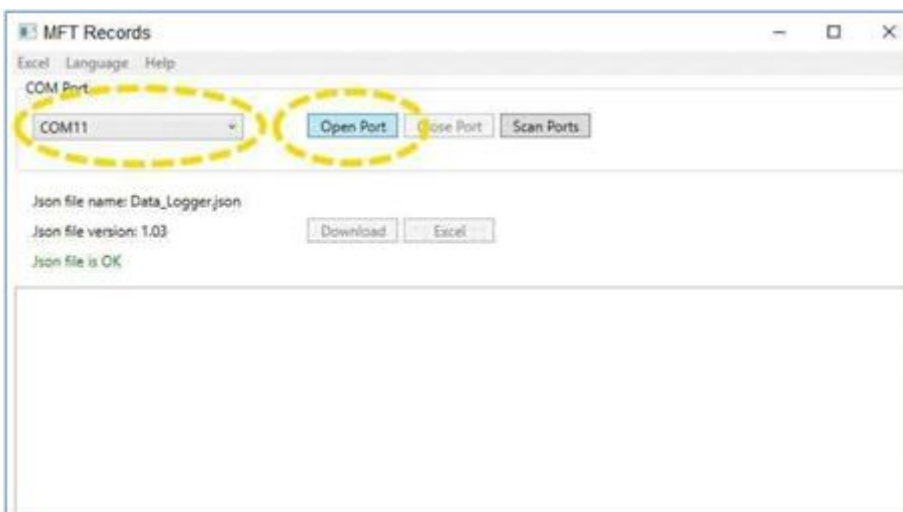 MFT Records
Excel Language Help
COM Port
COM11 Open Port Close Port Scan Ports
Json file name: Data_Logger.json
Json file version: 1.03 Download Excel
Json file is OK